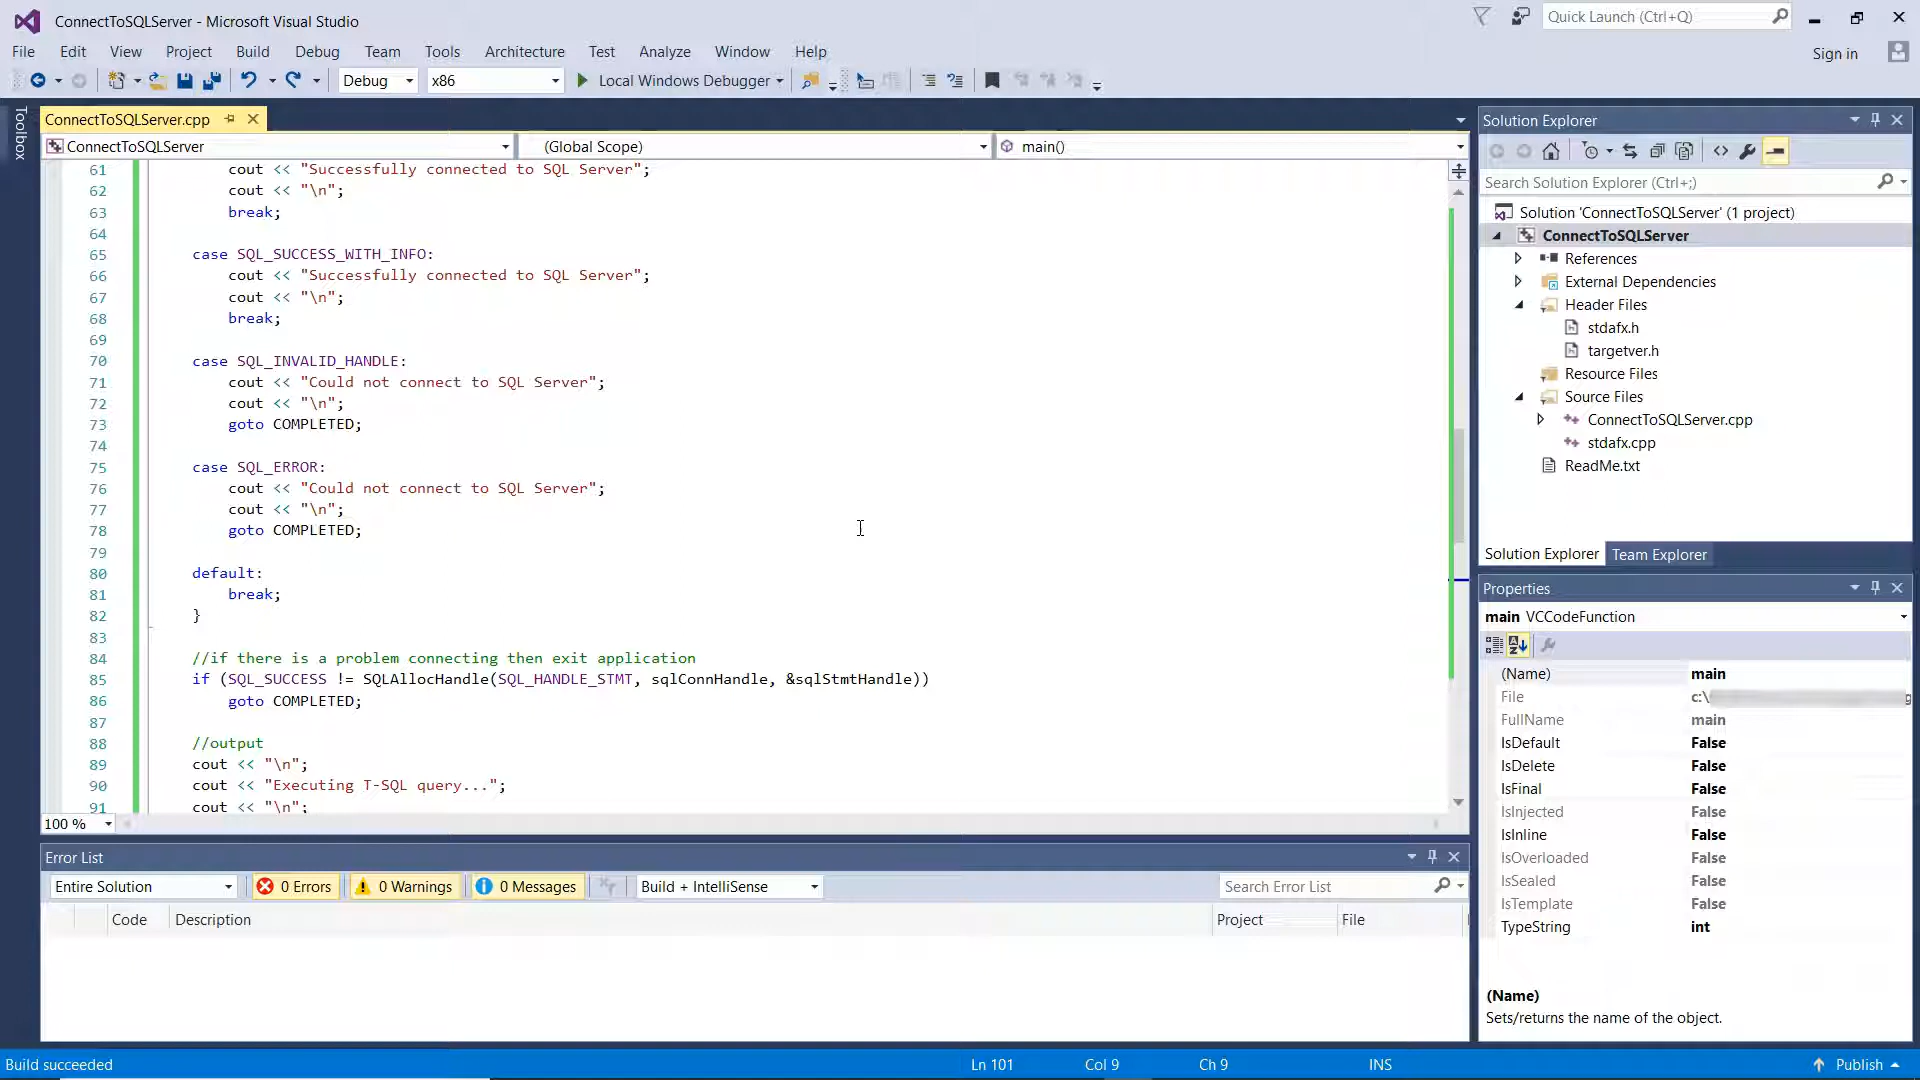 ConnectToSQLServer - Microsoft Visual Studio
Quick Launch (Ctrl+Q)
File Edit View Project Build Debug Team Tools Architecture Test Analyze Window Help
Sign in
Debug x86 Local Windows Debugger
Toolbox
ConnectToSQLServer.cpp
ConnectToSQLServer (Global Scope) main()
61 cout << "Successfully connected to SQL Server";
62 cout << "\n";
63 break;
64
65 case SQL_SUCCESS_WITH_INFO:
66 cout << "Successfully connected to SQL Server";
67 cout << "\n";
68 break;
69
70 case SQL_INVALID_HANDLE:
71 cout << "Could not connect to SQL Server";
72 cout << "\n";
73 goto COMPLETED;
74
75 case SQL_ERROR:
76 cout << "Could not connect to SQL Server";
77 cout << "\n";
78 goto COMPLETED;
79
80 default:
81 break;
82 }
83
84 //if there is a problem connecting then exit application
85 if (SQL_SUCCESS != SQLAllocHandle(SQL_HANDLE_STMT, sqlConnHandle, &sqlStmtHandle))
86 goto COMPLETED;
87
88 //output
89 cout << "\n";
90 cout << "Executing T-SQL query...";
91 cout << "\n";
100 %
Error List
Entire Solution 0 Errors 0 Warnings 0 Messages Build + IntelliSense Search Error List
Code Description Project File
Solution Explorer
Search Solution Explorer (Ctrl+;)
Solution 'ConnectToSQLServer' (1 project)
ConnectToSQLServer
References
External Dependencies
Header Files
stdafx.h
targetver.h
Resource Files
Source Files
ConnectToSQLServer.cpp
stdafx.cpp
ReadMe.txt
Solution Explorer Team Explorer
Properties
main VCCodeFunction
(Name) main
File c:\
FullName main
IsDefault False
IsDelete False
IsFinal False
IsInjected False
IsInline False
IsOverloaded False
IsSealed False
IsTemplate False
TypeString int
(Name)
Sets/returns the name of the object.
Build succeeded Ln 101 Col 9 Ch 9 INS Publish